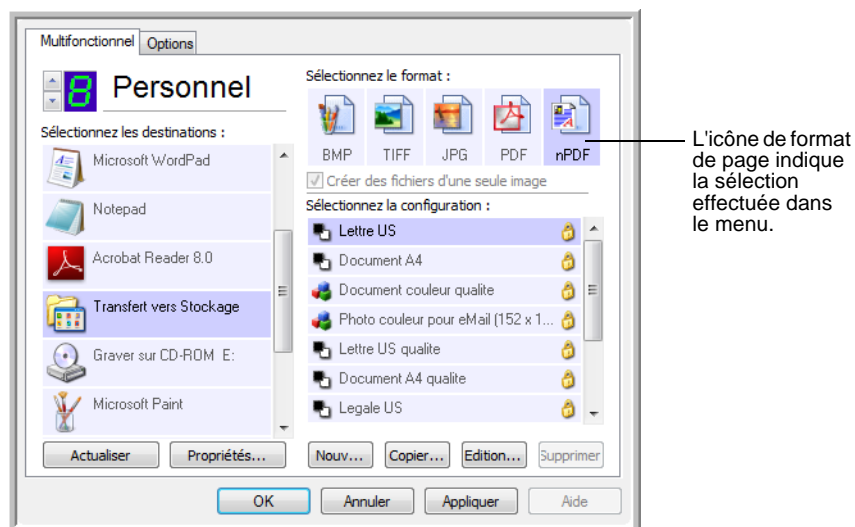 Multifonctionnel
Options
8
Personnel
Sélectionnez les destinations :
Microsoft WordPad
Notepad
Acrobat Reader 8.0
Transfert vers Stockage
Graver sur CD-ROM E:
Microsoft Paint
Actualiser
Propriétés...
Sélectionnez le format :
BMP
TIFF
JPG
PDF
nPDF
Créer des fichiers d'une seule image
Sélectionnez la configuration :
Lettre US
Document A4
Document couleur qualite
Photo couleur pour eMail (152 x 1...
Lettre US qualite
Document A4 qualite
Legale US
Nouv...
Copier...
Edition...
Supprimer
OK
Annuler
Appliquer
Aide
L'icône de format
de page indique
la sélection
effectuée dans
le menu.